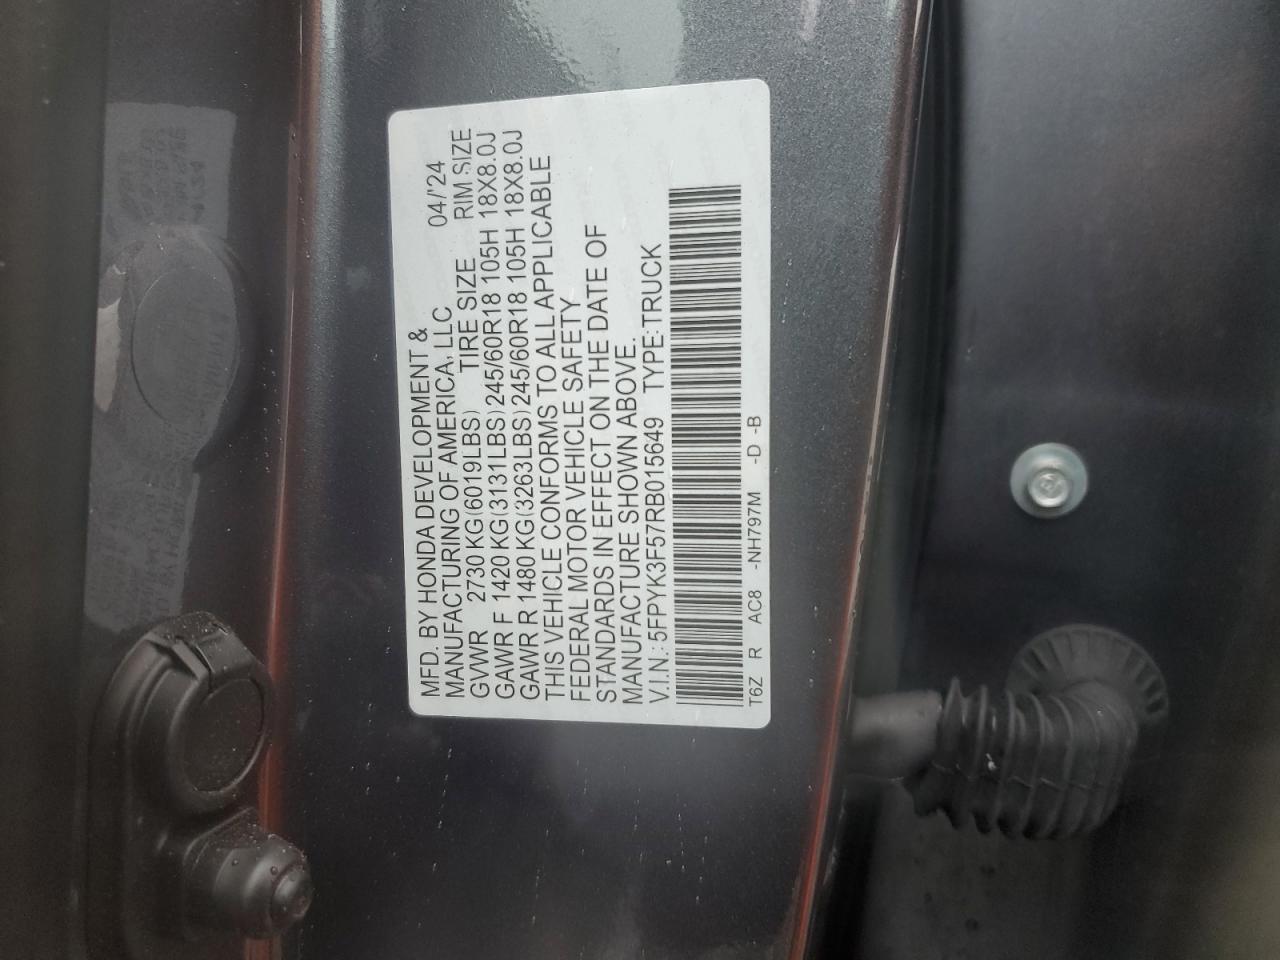 MFD. BY HONDA DEVELOPMENT &
MANUFACTURING OF AMERICA, LLC 04/'24
GVWR 2730 KG(6019LBS) TIRE SIZE RIM SIZE
GAWR F 1420 KG(3131LBS) 245/60R18 105H 18X8.0J
GAWR R 1480 KG(3263LBS) 245/60R18 105H 18X8.0J
THIS VEHICLE CONFORMS TO ALL APPLICABLE
FEDERAL MOTOR VEHICLE SAFETY
STANDARDS IN EFFECT ON THE DATE OF
MANUFACTURE SHOWN ABOVE.
V.I.N.: 5FPYK3F57RB015649 TYPE: TRUCK
T6Z R AC8 -NH797M -D -B